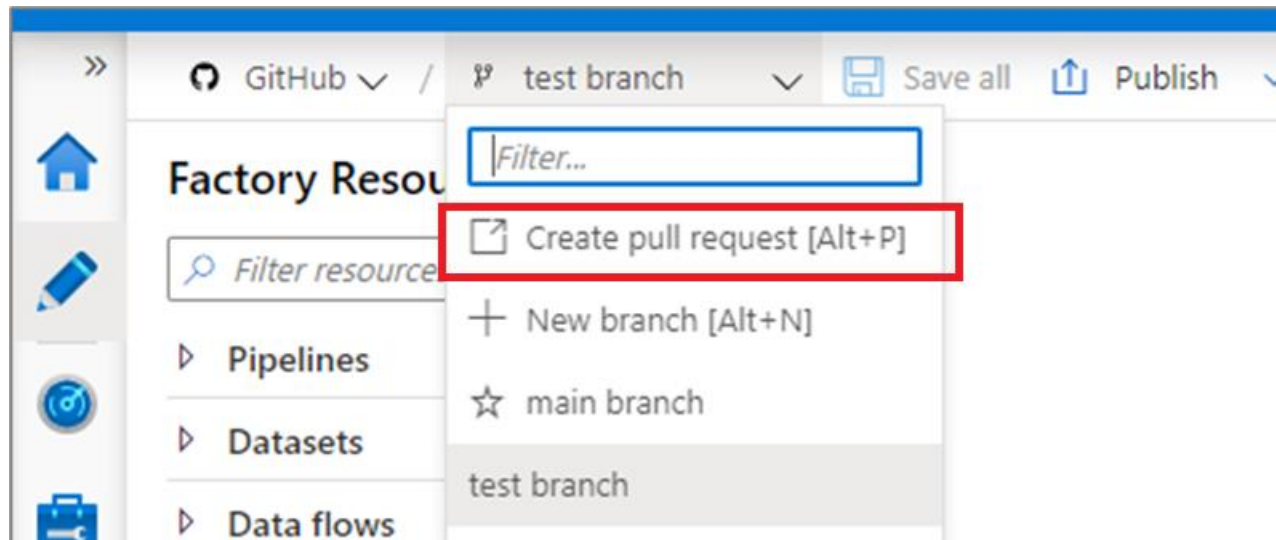 GitHub / test branch Save all Publish
Filter...
Factory Resou
Create pull request [Alt+P]
Filter resource
New branch [Alt+N]
Pipelines
main branch
Datasets
test branch
Data flows